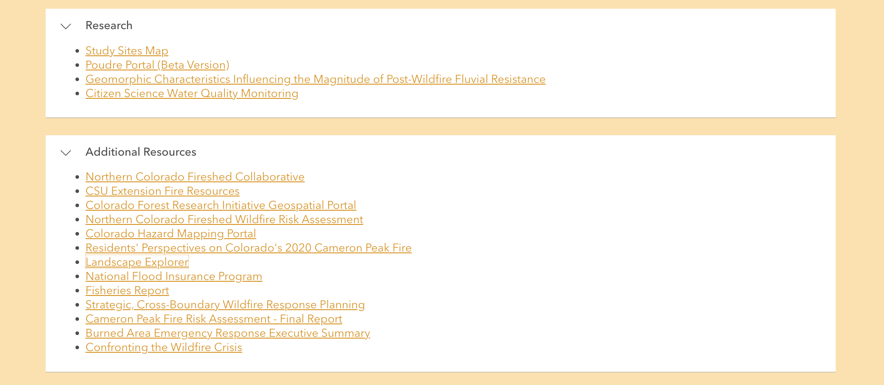 Research
Study Sites Map
Poudre Portal (Beta Version)
Geomorphic Characteristics Influencing the Magnitude of Post-Wildfire Fluvial Resistance
Citizen Science Water Quality Monitoring
Additional Resources
Northern Colorado Fireshed Collaborative
CSU Extension Fire Resources
Colorado Forest Research Initiative Geospatial Portal
Northern Colorado Fireshed Wildfire Risk Assessment
Colorado Hazard Mapping Portal
Residents' Perspectives on Colorado's 2020 Cameron Peak Fire
Landscape Explorer
National Flood Insurance Program
Fisheries Report
Strategic, Cross-Boundary Wildfire Response Planning
Cameron Peak Fire Risk Assessment - Final Report
Burned Area Emergency Response Executive Summary
Confronting the Wildfire Crisis